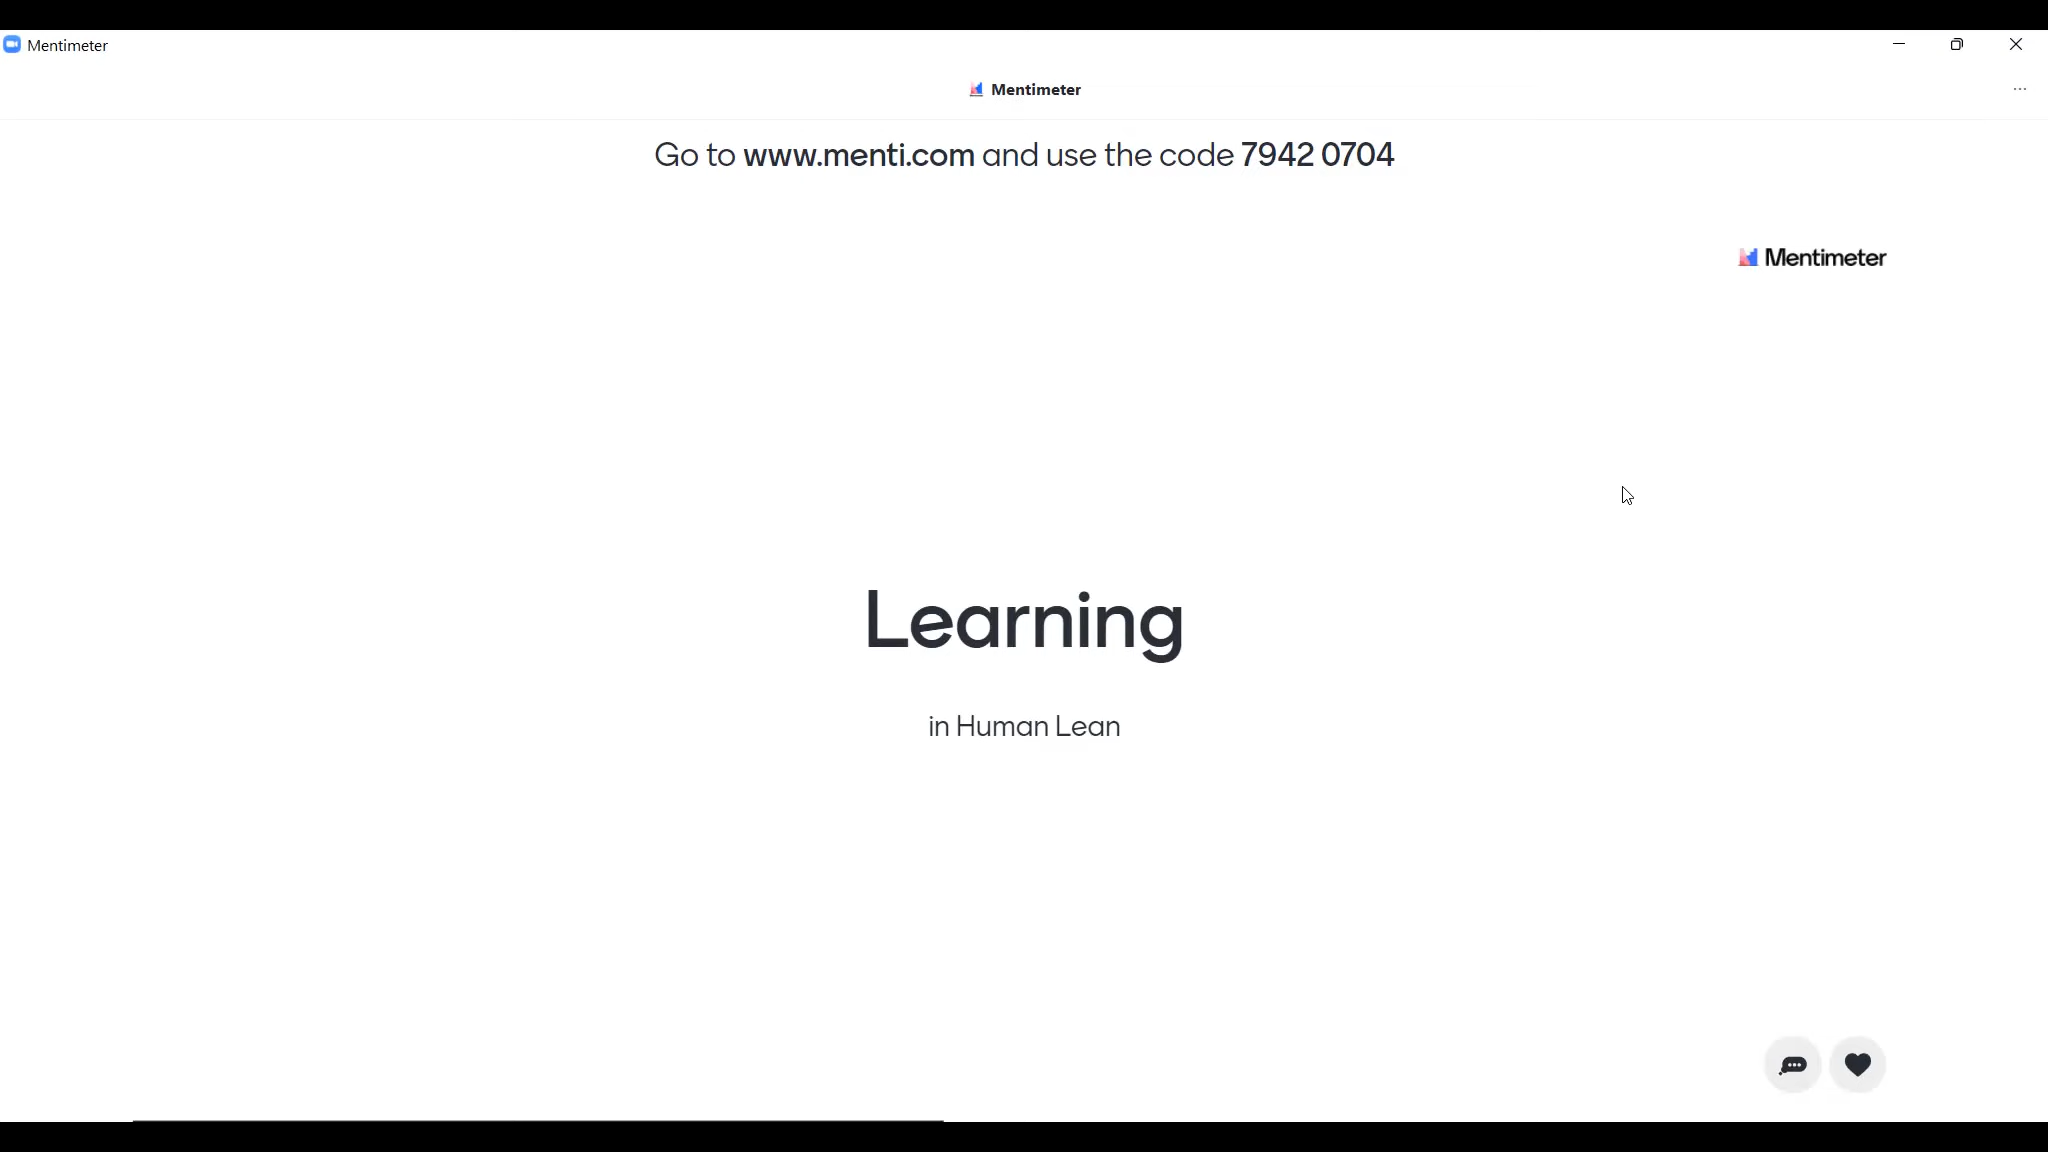 Mentimeter
Mentimeter
Go to www.menti.com and use the code 7942 0704
Mentimeter
Learning
in Human Lean